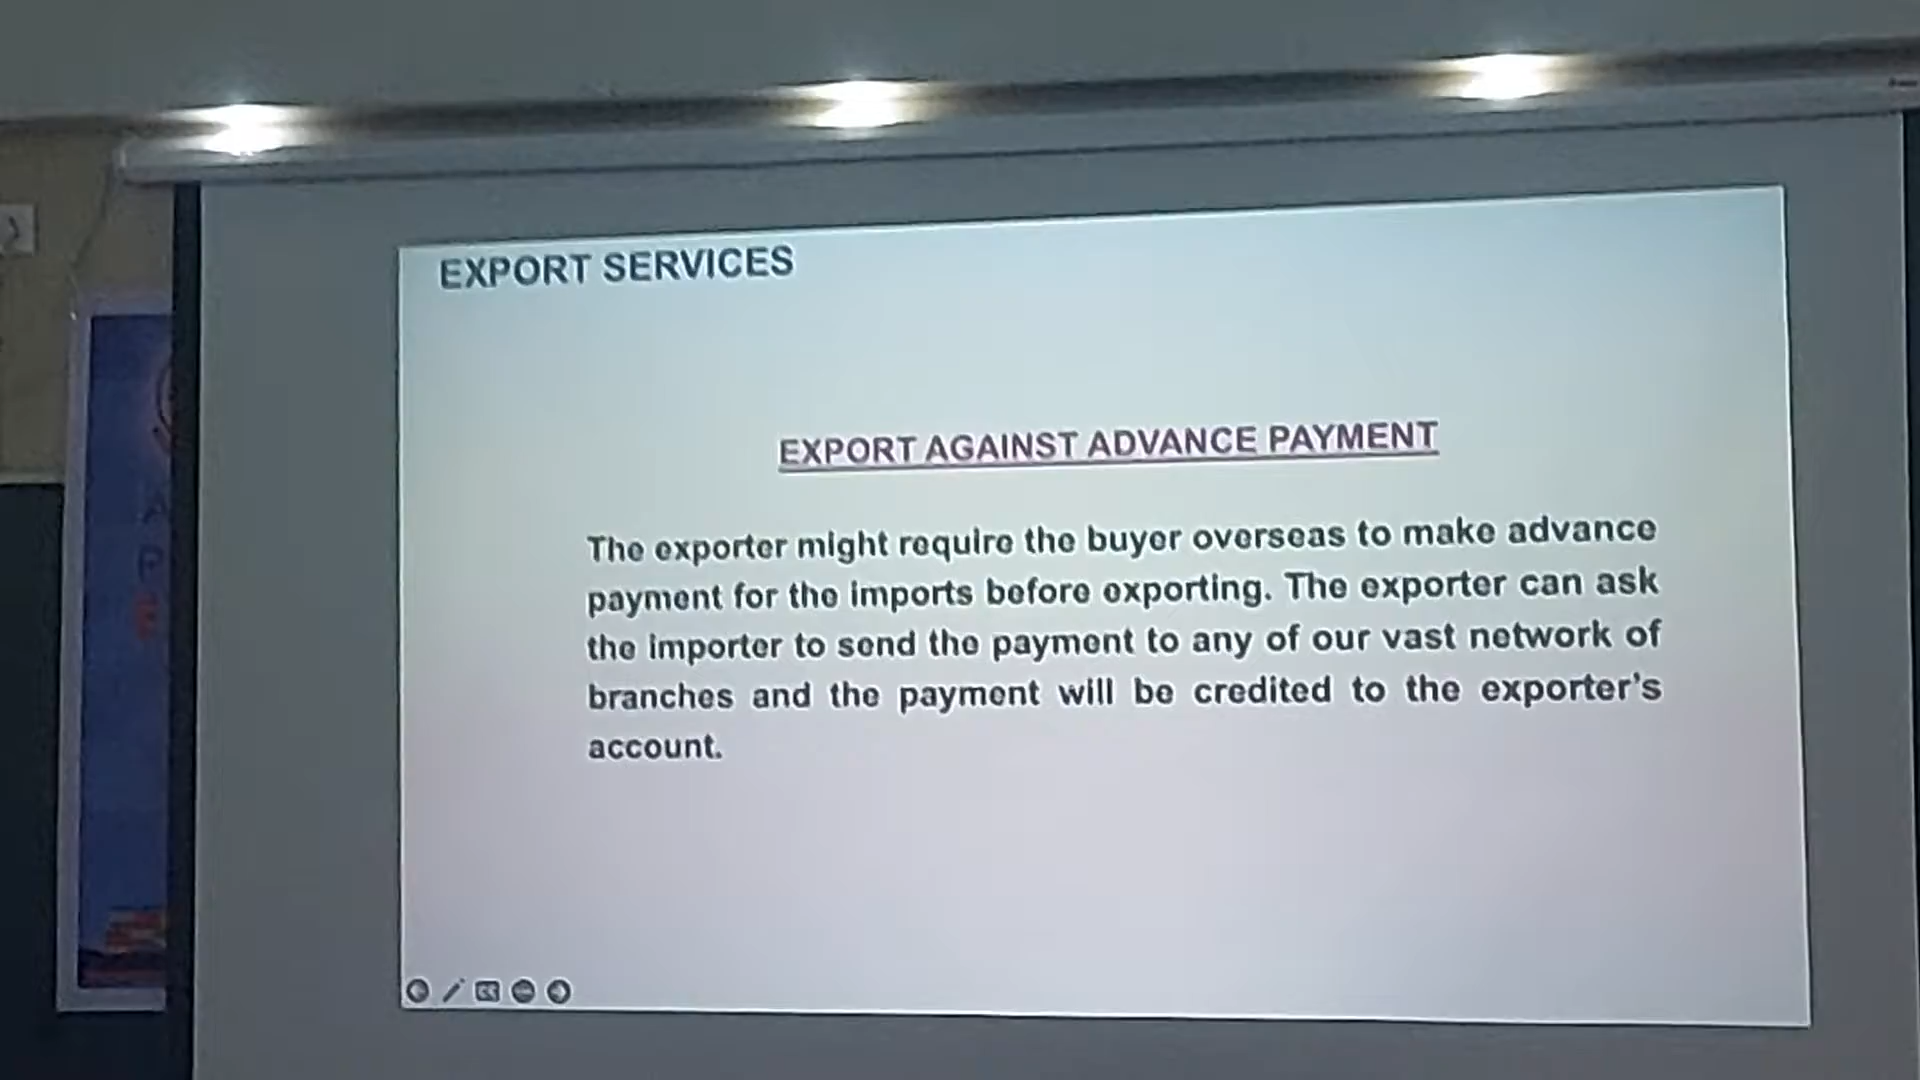 EXPORT SERVICES
EXPORT AGAINST ADVANCE PAYMENT
The exporter might require the buyer overseas to make advance
payment for the imports before exporting. The exporter can ask
the importer to send the payment to any of our vast network of
branches and the payment will be credited to the exporter's
account.